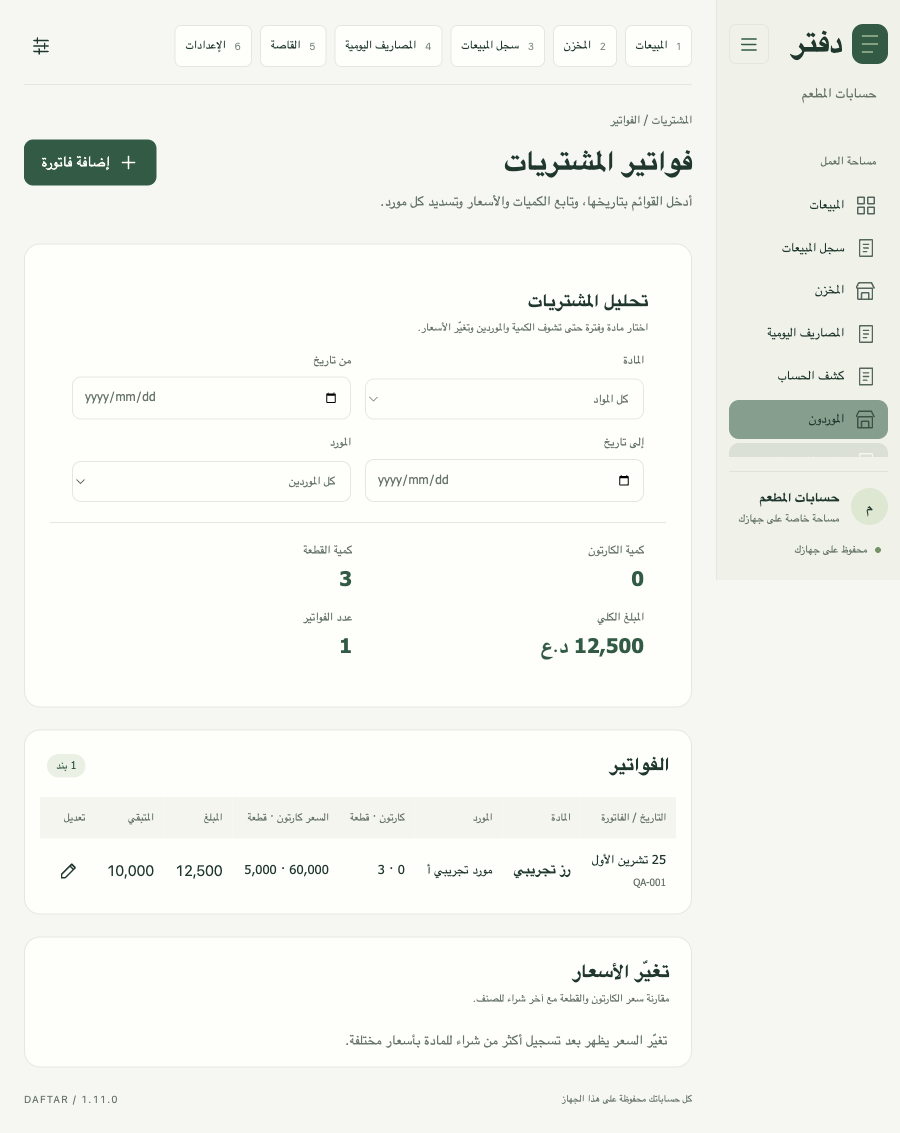 دفتر
حسابات المطعم
مساحة العمل
المبيعات
سجل المبيعات
المخزن
المصاريف اليومية
كشف الحساب
الموردون
م
حسابات المطعم
مساحة خاصة على جهازك
محفوظ على جهازك
1 المبيعات 2 المخزن 3 سجل المبيعات 4 المصاريف اليومية 5 القاصة 6 الإعدادات
المشتريات / الفواتير
فواتير المشتريات
إضافة فاتورة
أدخل القوائم بتاريخها، وتابع الكميات والأسعار وتسديد كل مورد.
تحليل المشتريات
اختار مادة وفترة حتى تشوف الكمية والموردين وتغيّر الأسعار.
المادة من تاريخ
كل المواد yyyy/mm/dd
إلى تاريخ المورد
yyyy/mm/dd كل الموردين
كمية الكارتون كمية القطعة
0 3
المبلغ الكلي عدد الفواتير
12,500 د.ع 1
الفواتير 1 بند
التاريخ / الفاتورة المادة المورد كارتون · قطعة السعر كارتون · قطعة المبلغ المتبقي تعديل
25 تشرين الأول رز تجريبي مورد تجريبي أ 0 · 3 60,000 · 5,000 12,500 10,000
QA-001
تغيّر الأسعار
مقارنة سعر الكارتون والقطعة مع آخر شراء للصنف.
تغيّر السعر يظهر بعد تسجيل أكثر من شراء للمادة بأسعار مختلفة.
كل حساباتك محفوظة على هذا الجهاز DAFTAR / 1.11.0